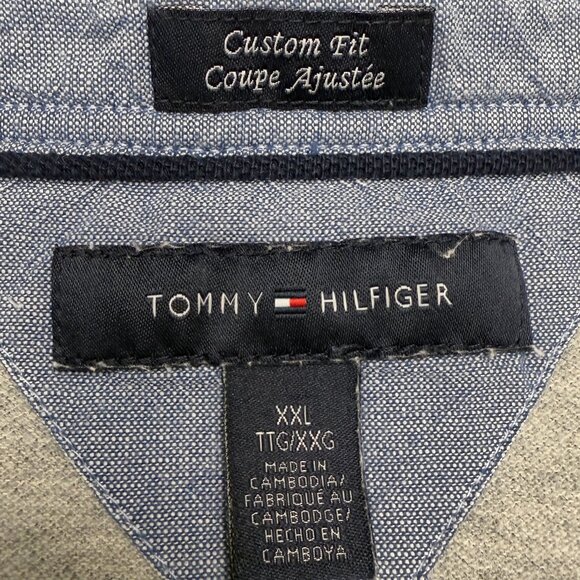 Custom Fit
Coupe Ajustée
TOMMY HILFIGER
XXL
TTG/XXG
MADE IN
CAMBODIA/
FABRIQUÉ AU
CAMBODGE/
HECHO EN
CAMBOYA